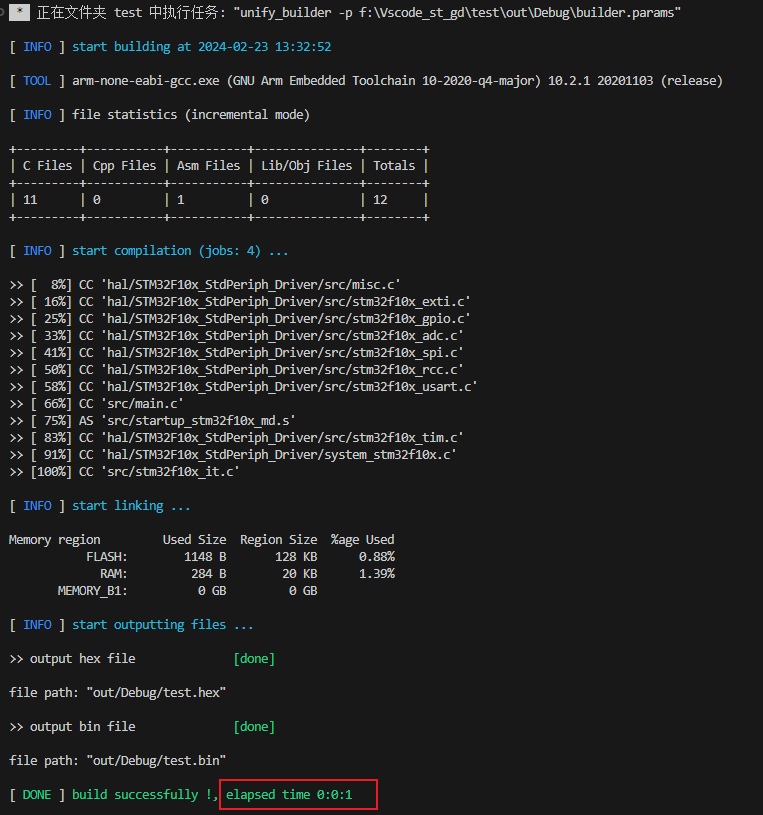 * 正在文件夹 test 中执行任务: "unify_builder -p f:\Vscode_st_gd\test\out\Debug\builder.params"
[ INFO ] start building at 2024-02-23 13:32:52
[ TOOL ] arm-none-eabi-gcc.exe (GNU Arm Embedded Toolchain 10-2020-q4-major) 10.2.1 20201103 (release)
[ INFO ] file statistics (incremental mode)
+---------+-----------+-----------+---------------+--------+
| C Files | Cpp Files | Asm Files | Lib/Obj Files | Totals |
+---------+-----------+-----------+---------------+--------+
| 11      | 0         | 1         | 0             | 12     |
+---------+-----------+-----------+---------------+--------+
[ INFO ] start compilation (jobs: 4) ...
>> [  8%] CC 'hal/STM32F10x_StdPeriph_Driver/src/misc.c'
>> [ 16%] CC 'hal/STM32F10x_StdPeriph_Driver/src/stm32f10x_exti.c'
>> [ 25%] CC 'hal/STM32F10x_StdPeriph_Driver/src/stm32f10x_gpio.c'
>> [ 33%] CC 'hal/STM32F10x_StdPeriph_Driver/src/stm32f10x_adc.c'
>> [ 41%] CC 'hal/STM32F10x_StdPeriph_Driver/src/stm32f10x_spi.c'
>> [ 50%] CC 'hal/STM32F10x_StdPeriph_Driver/src/stm32f10x_rcc.c'
>> [ 58%] CC 'hal/STM32F10x_StdPeriph_Driver/src/stm32f10x_usart.c'
>> [ 66%] CC 'src/main.c'
>> [ 75%] AS 'src/startup_stm32f10x_md.s'
>> [ 83%] CC 'hal/STM32F10x_StdPeriph_Driver/src/stm32f10x_tim.c'
>> [ 91%] CC 'hal/STM32F10x_StdPeriph_Driver/system_stm32f10x.c'
>> [100%] CC 'src/stm32f10x_it.c'
[ INFO ] start linking ...
Memory region         Used Size  Region Size  %age Used
           FLASH:        1148 B       128 KB      0.88%
             RAM:         284 B        20 KB      1.39%
       MEMORY_B1:          0 GB         0 GB
[ INFO ] start outputting files ...
>> output hex file              [done]
file path: "out/Debug/test.hex"
>> output bin file              [done]
file path: "out/Debug/test.bin"
[ DONE ] build successfully !, elapsed time 0:0:1